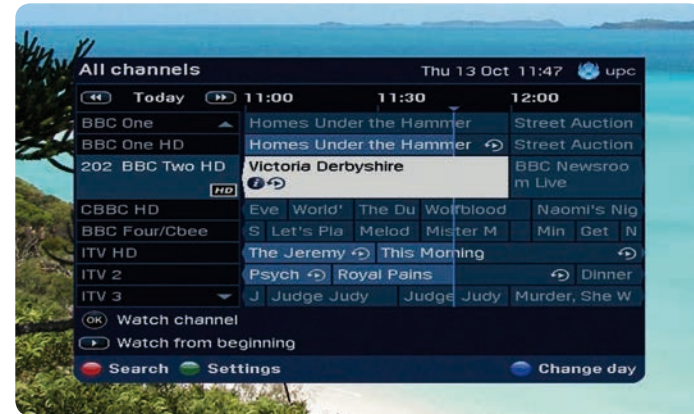 All channels Thu 13 Oct 11:47 upc
Today 11:00 11:30 12:00
BBC One Homes Under the Hammer Street Auction
BBC One HD Homes Under the Hammer Street Auction
202 BBC Two HD Victoria Derbyshire BBC Newsroo
HD i m Live
CBBC HD Eve World' The Du Wolfblood Naomi's Nig
BBC Four/Cbee S Let's Pla Melod Mister M Min Get N
ITV HD The Jeremy This Morning
ITV 2 Psych Royal Pains Dinner
ITV 3 J Judge Judy Judge Judy Murder, She W
OK Watch channel
Watch from beginning
Search Settings Change day